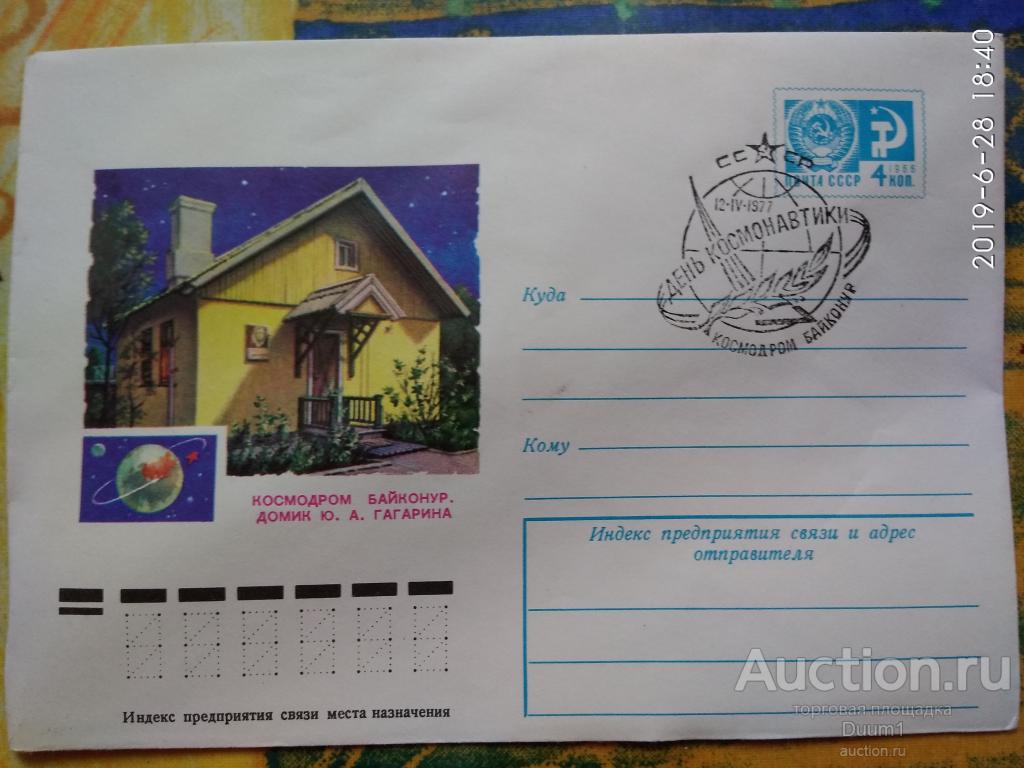 2019-6-28 18:40
СССР
12-IV-1977
ДЕНЬ КОСМОНАВТИКИ
КОСМОДРОМ БАЙКОНУР
1966
ПОЧТА СССР 4 КОП.
Куда
Кому
КОСМОДРОМ БАЙКОНУР.
ДОМИК Ю. А. ГАГАРИНА
Индекс предприятия связи и адрес
отправителя
Индекс предприятия связи места назначения
Auction.ru
торговая площадка
Duum1
auction.ru